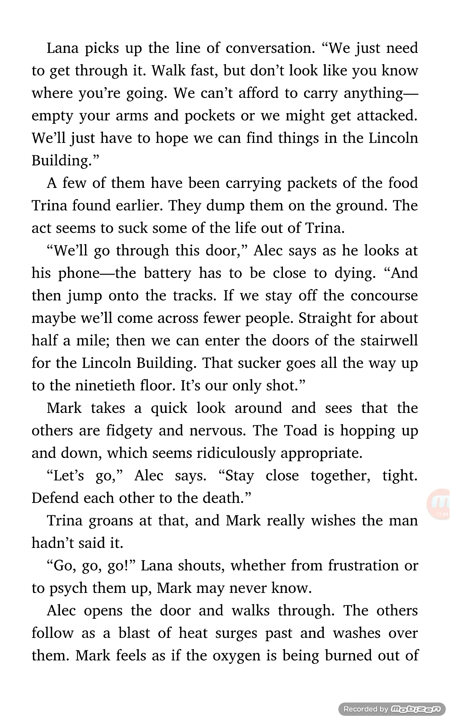 Lana picks up the line of conversation. “We just need
to get through it. Walk fast, but don’t look like you know
where you’re going. We can’t afford to carry anything—
empty your arms and pockets or we might get attacked.
We’ll just have to hope we can find things in the Lincoln
Building.”
A few of them have been carrying packets of the food
Trina found earlier. They dump them on the ground. The
act seems to suck some of the life out of Trina.
“We’ll go through this door,” Alec says as he looks at
his phone—the battery has to be close to dying. “And
then jump onto the tracks. If we stay off the concourse
maybe we’ll come across fewer people. Straight for about
half a mile; then we can enter the doors of the stairwell
for the Lincoln Building. That sucker goes all the way up
to the ninetieth floor. It’s our only shot.”
Mark takes a quick look around and sees that the
others are fidgety and nervous. The Toad is hopping up
and down, which seems ridiculously appropriate.
“Let’s go,” Alec says. “Stay close together, tight.
Defend each other to the death.”
Trina groans at that, and Mark really wishes the man
hadn’t said it.
“Go, go, go!” Lana shouts, whether from frustration or
to psych them up, Mark may never know.
Alec opens the door and walks through. The others
follow as a blast of heat surges past and washes over
them. Mark feels as if the oxygen is being burned out of
Recorded by mobizen